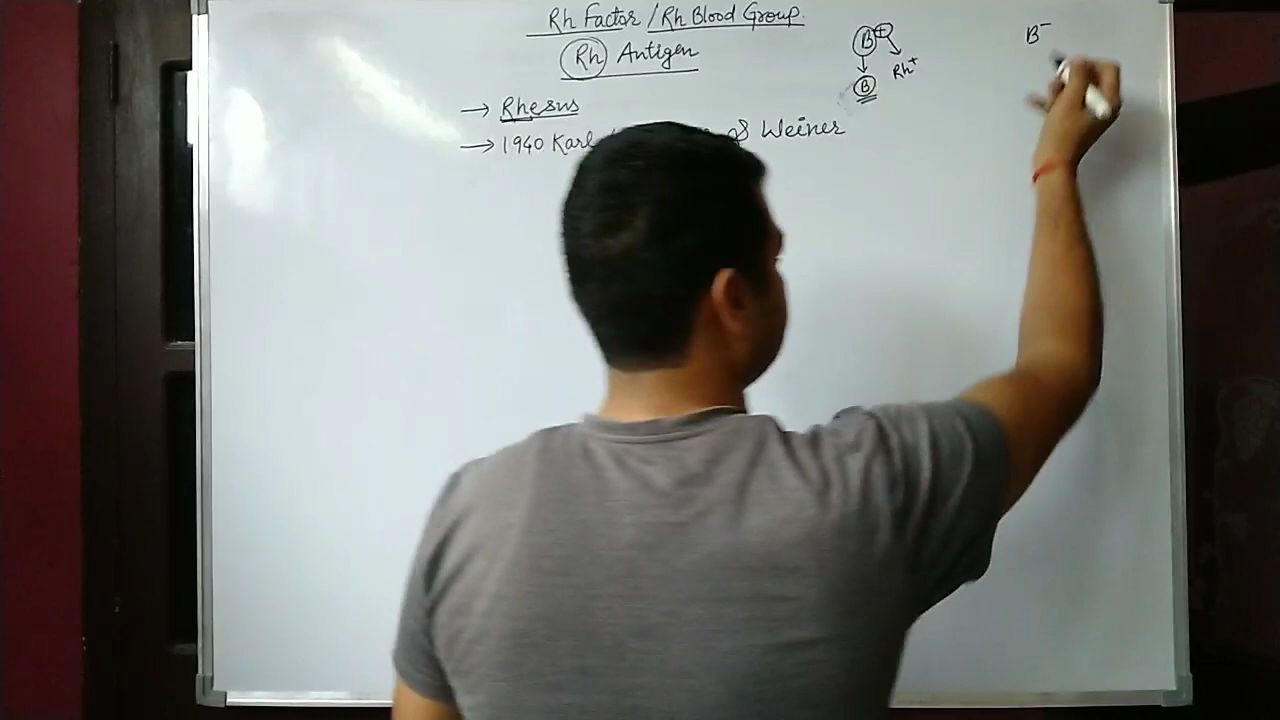 Rh Factor / Rh Blood Group.
Rh Antigen
→ Rhesus
→ 1940 Karl & Weiner
B+
B
Rh+
B-